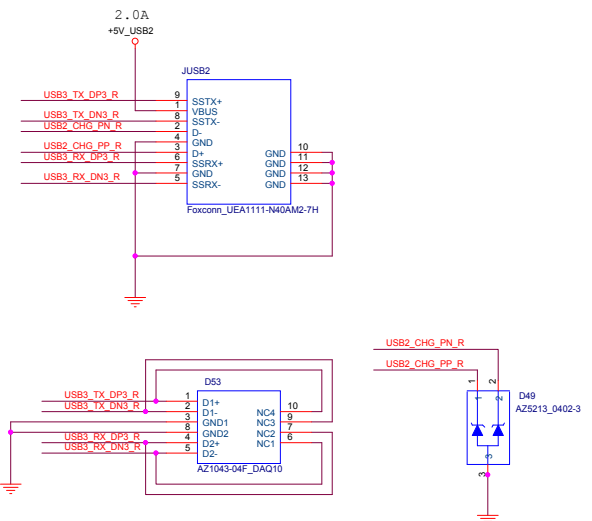 2.0A
+5V_USB2
JUSB2
USB3_TX_DP3_R 9 SSTX+
1 VBUS
USB3_TX_DN3_R 8 SSTX-
USB2_CHG_PN_R 2 D-
4 GND
USB2_CHG_PP_R 3 D+ GND 10
USB3_RX_DP3_R 6 SSRX+ GND 11
7 GND GND 12
USB3_RX_DN3_R 5 SSRX- GND 13
Foxconn_UEA1111-N40AM2-7H
D53
USB3_TX_DP3_R 1 D1+
USB3_TX_DN3_R 2 D1- NC4 10
3 GND1 NC3 9
8 GND2 NC2 7
USB3_RX_DP3_R 4 D2+ NC1 6
USB3_RX_DN3_R 5 D2-
AZ1043-04F_DAQ10
USB2_CHG_PN_R
USB2_CHG_PP_R
1 2
1 2
D49
AZ5213_0402-3
3
3